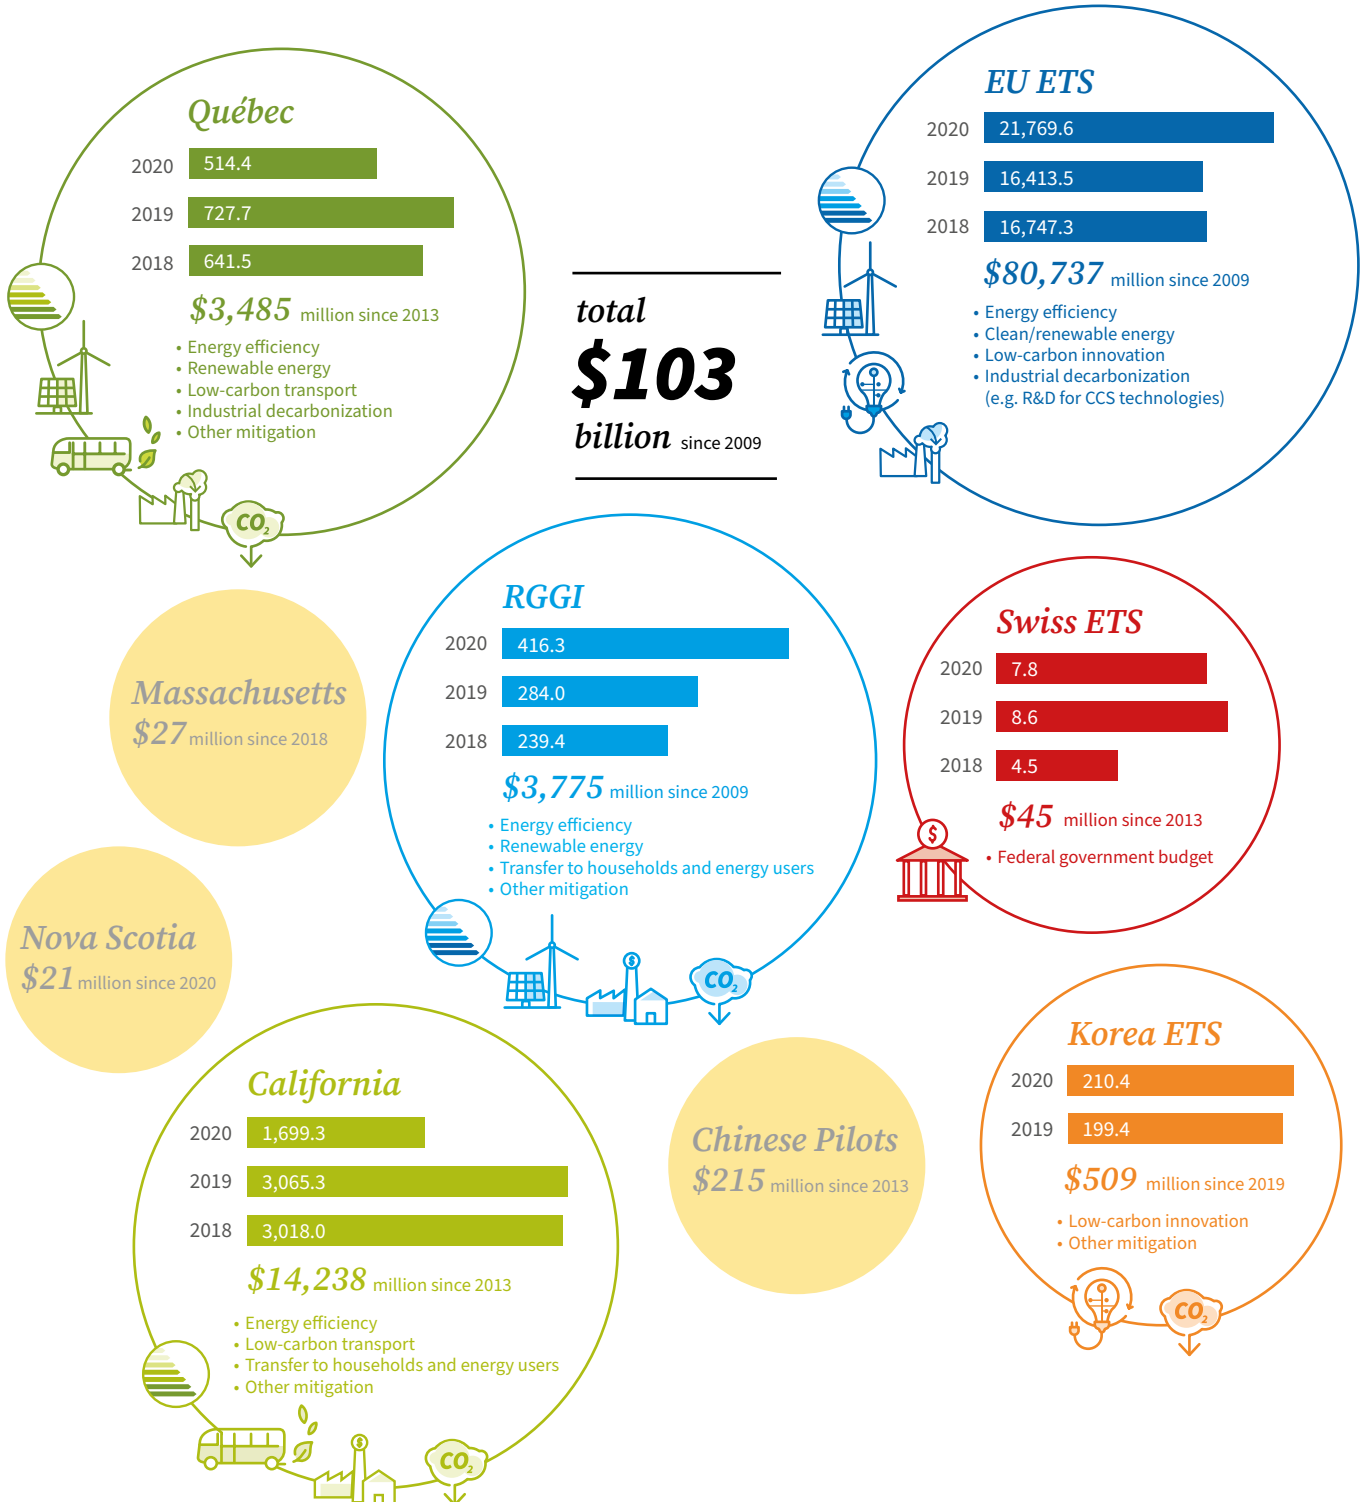 Québec
2020 514.4
2019 727.7
2018 641.5
$3,485 million since 2013
• Energy efficiency
• Renewable energy
• Low-carbon transport
• Industrial decarbonization
• Other mitigation
CO2
total
$103
billion since 2009
EU ETS
2020 21,769.6
2019 16,413.5
2018 16,747.3
$80,737 million since 2009
• Energy efficiency
• Clean/renewable energy
• Low-carbon innovation
• Industrial decarbonization
(e.g. R&D for CCS technologies)
Massachusetts
$27 million since 2018
RGGI
2020 416.3
2019 284.0
2018 239.4
$3,775 million since 2009
• Energy efficiency
• Renewable energy
• Transfer to households and energy users
• Other mitigation
$
CO2
Swiss ETS
2020 7.8
2019 8.6
2018 4.5
$45 million since 2013
• Federal government budget
$
Nova Scotia
$21 million since 2020
California
2020 1,699.3
2019 3,065.3
2018 3,018.0
$14,238 million since 2013
• Energy efficiency
• Low-carbon transport
• Transfer to households and energy users
• Other mitigation
$
CO2
Chinese Pilots
$215 million since 2013
Korea ETS
2020 210.4
2019 199.4
$509 million since 2019
• Low-carbon innovation
• Other mitigation
CO2